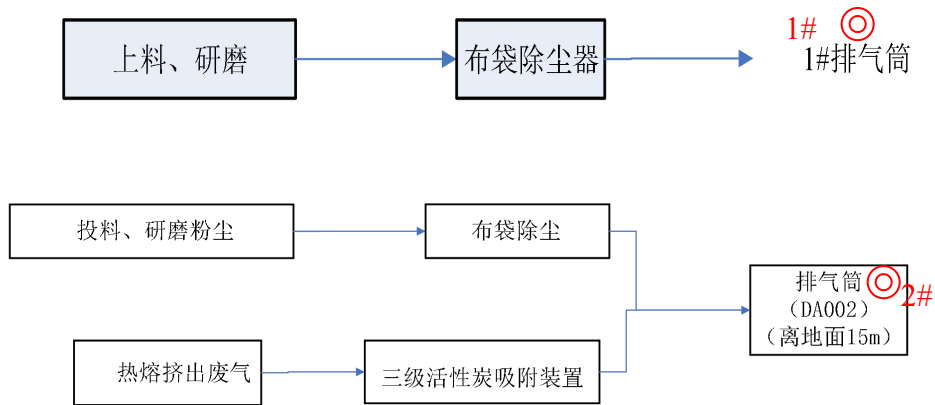 1#
上料、研磨
布袋除尘器
1#排气筒
投料、研磨粉尘
布袋除尘
排气筒
2#
（DA002）
（离地面15m）
热熔挤出废气
三级活性炭吸附装置